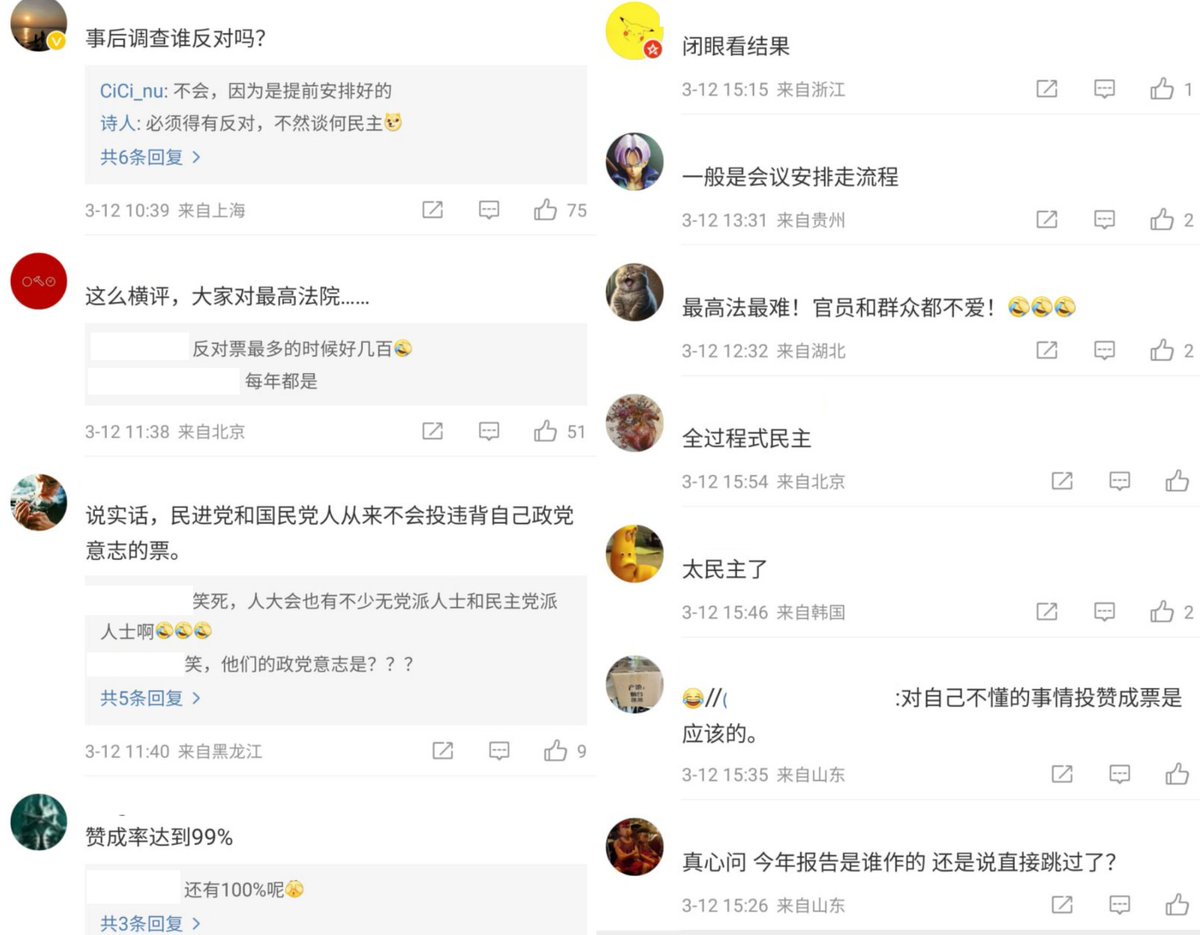 事后调查谁反对吗?
CiCi_nu: 不会，因为是提前安排好的
诗人: 必须得有反对，不然谈何民主
共6条回复 >
3-12 10:39 来自上海
75
这么横评，大家对最高法院……
反对票最多的时候好几百🤣
每年都是
3-12 11:38 来自北京
51
说实话，民进党和国民党人从来不会投违背自己政党
意志的票。
笑死，人大会也有不少无党派人士和民主党派
人士啊🤣🤣🤣
笑，他们的政党意志是？？？
共5条回复 >
3-12 11:40 来自黑龙江
9
赞成率达到99%
还有100%呢
共3条回复 >
闭眼看结果
3-12 15:15 来自浙江
1
一般是会议安排走流程
3-12 13:31 来自贵州
2
最高法最难！官员和群众都不爱！🤣🤣🤣
3-12 12:32 来自湖北
2
全过程式民主
3-12 15:54 来自北京
太民主了
3-12 15:46 来自韩国
2
😂//( :对自己不懂的事情投赞成票是
应该的。
3-12 15:35 来自山东
真心问 今年报告是谁作的 还是说直接跳过了？
3-12 15:26 来自山东